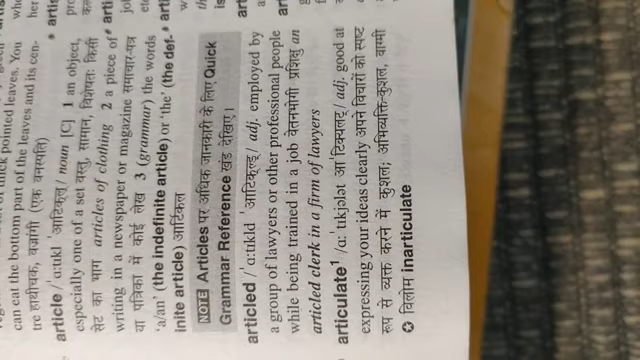 thick pointed leaves. You
can eat the bottom part of the leaves and its cen-
tre हाथीचक, वज्रांगी (एक वनस्पति)
article /ˈɑːtɪkl ˈआटिक्ल्/ noun [C] 1 an object,
especially one of a set वस्तु, सामान, विशेषतः किसी
सेट का भाग articles of clothing 2 a piece of
writing in a newspaper or magazine समाचार-पत्र
या पत्रिका में कोई लेख 3 (grammar) the words
‘a/an’ (the indefinite article) or ‘the’ (the def-
inite article) आर्टिकल
NOTE Articles पर अधिक जानकारी के लिए Quick
Grammar Reference खंड देखिए।
articled /ˈɑːtɪkld ˈआटिक्ल्ड्/ adj. employed by
a group of lawyers or other professional people
while being trained in a job वेतनभोगी प्रशिक्षु an
articled clerk in a firm of lawyers
articulate¹ /ɑːˈtɪkjələt आˈटिक्यलट्/ adj. good at
expressing your ideas clearly अपने विचारों को स्पष्ट
रूप से व्यक्त करने में कुशल; अभिव्यक्ति-कुशल, वाग्मी
✪ विलोम inarticulate